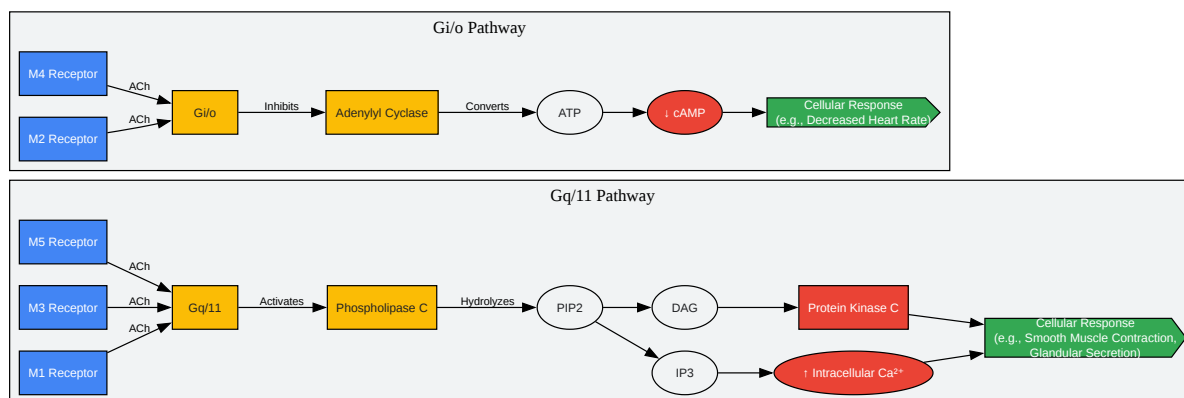 Gi/o Pathway
M4 Receptor
ACh
M2 Receptor
ACh
Gi/o
Inhibits
Adenylyl Cyclase
Converts
ATP
↓ cAMP
Cellular Response
(e.g., Decreased Heart Rate)
Gq/11 Pathway
M5 Receptor
ACh
M3 Receptor
ACh
M1 Receptor
ACh
Gq/11
Activates
Phospholipase C
Hydrolyzes
PIP2
DAG
Protein Kinase C
IP3
↑ Intracellular Ca²⁺
Cellular Response
(e.g., Smooth Muscle Contraction,
Glandular Secretion)